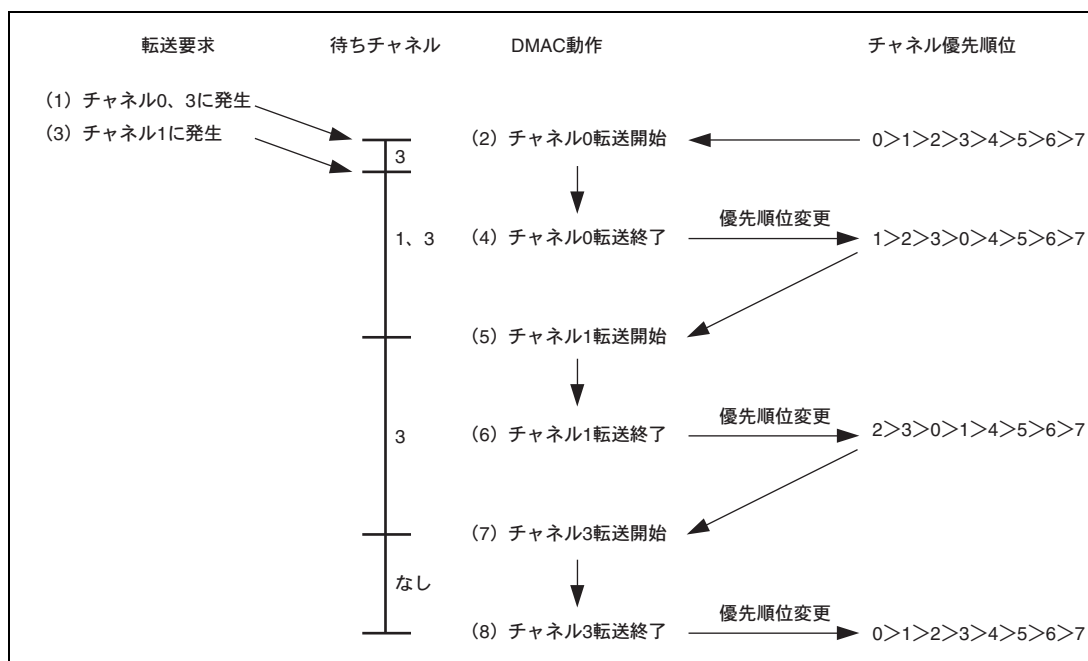 転送要求 待ちチャネル DMAC動作 チャネル優先順位
(1) チャネル0、3に発生
(3) チャネル1に発生
3
(2) チャネル0転送開始
0>1>2>3>4>5>6>7
1、3
(4) チャネル0転送終了
優先順位変更
1>2>3>0>4>5>6>7
(5) チャネル1転送開始
3
(6) チャネル1転送終了
優先順位変更
2>3>0>1>4>5>6>7
(7) チャネル3転送開始
なし
(8) チャネル3転送終了
優先順位変更
0>1>2>3>4>5>6>7